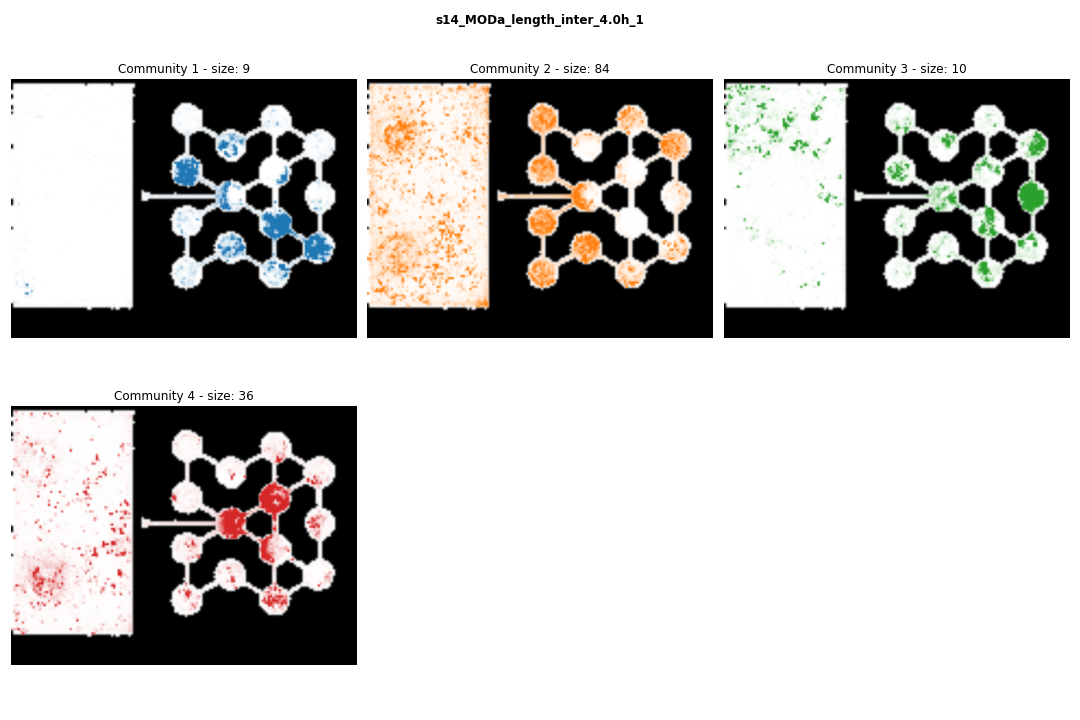 s14_MODa_length_inter_4.0h_1
Community 1 - size: 9
Community 2 - size: 84
Community 3 - size: 10
Community 4 - size: 36